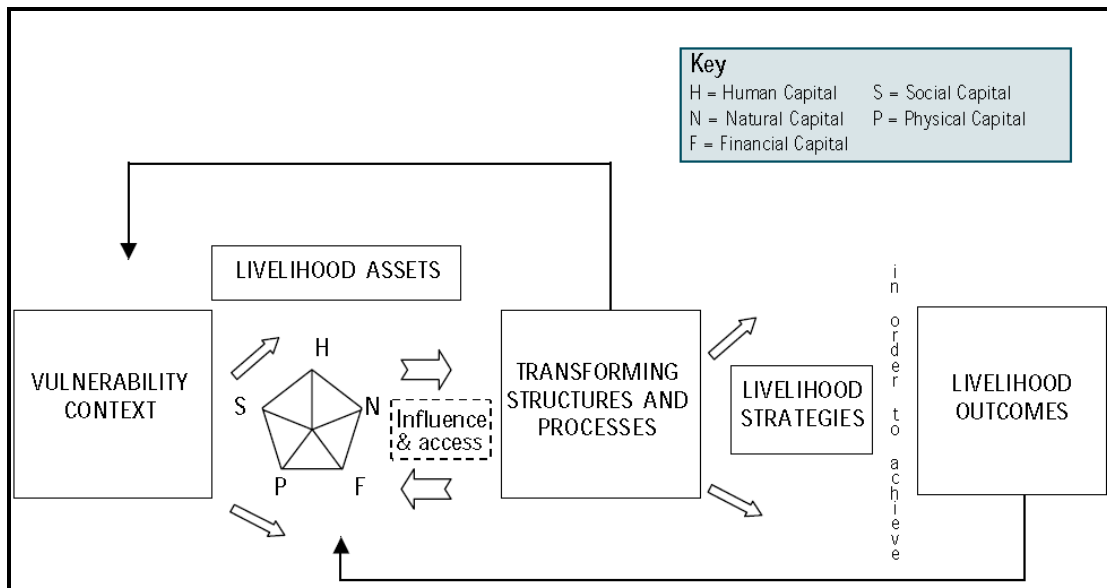 Key
H = Human Capital S = Social Capital
N = Natural Capital P = Physical Capital
F = Financial Capital
LIVELIHOOD ASSETS
VULNERABILITY
CONTEXT
H
S
N
P
F
Influence
& access
TRANSFORMING
STRUCTURES AND
PROCESSES
LIVELIHOOD
STRATEGIES
in order to achieve
LIVELIHOOD
OUTCOMES